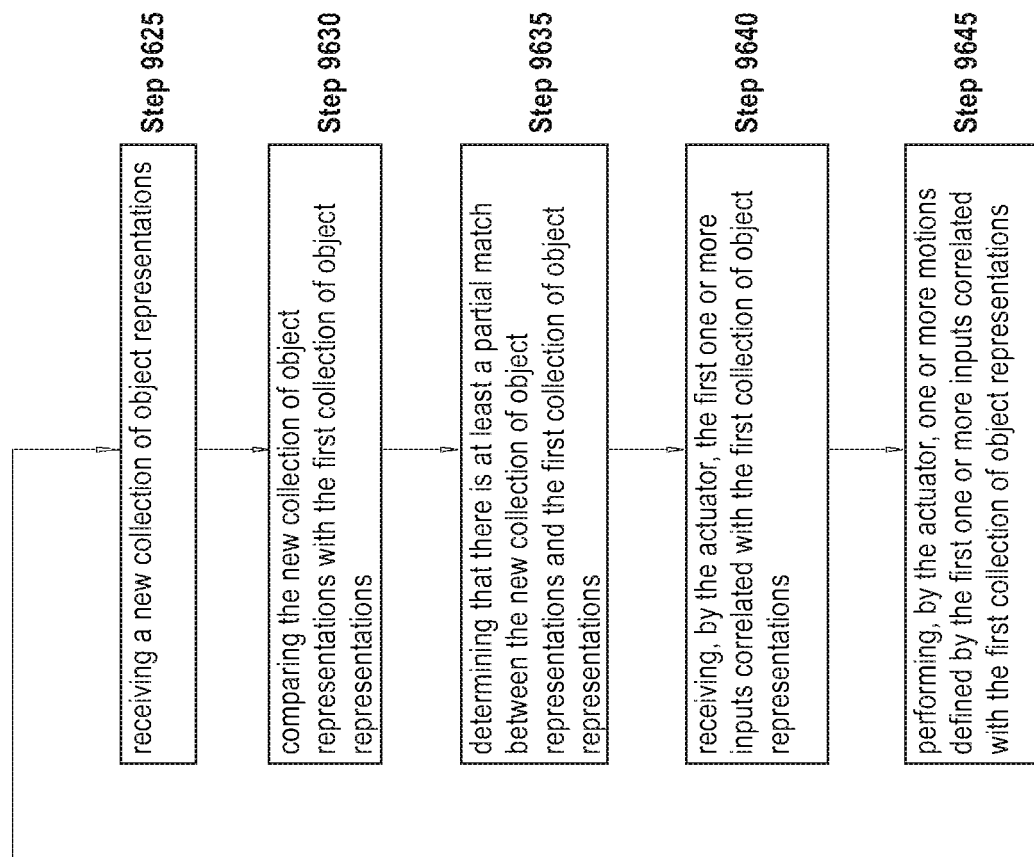 receiving a new collection of object representations
Step 9625
comparing the new collection of object
representations with the first collection of object
representations
Step 9630
determining that there is at least a partial match
between the new collection of object
representations and the first collection of object
representations
Step 9635
receiving, by the actuator, the first one or more
inputs correlated with the first collection of object
representations
Step 9640
performing, by the actuator, one or more motions
defined by the first one or more inputs correlated
with the first collection of object representations
Step 9645